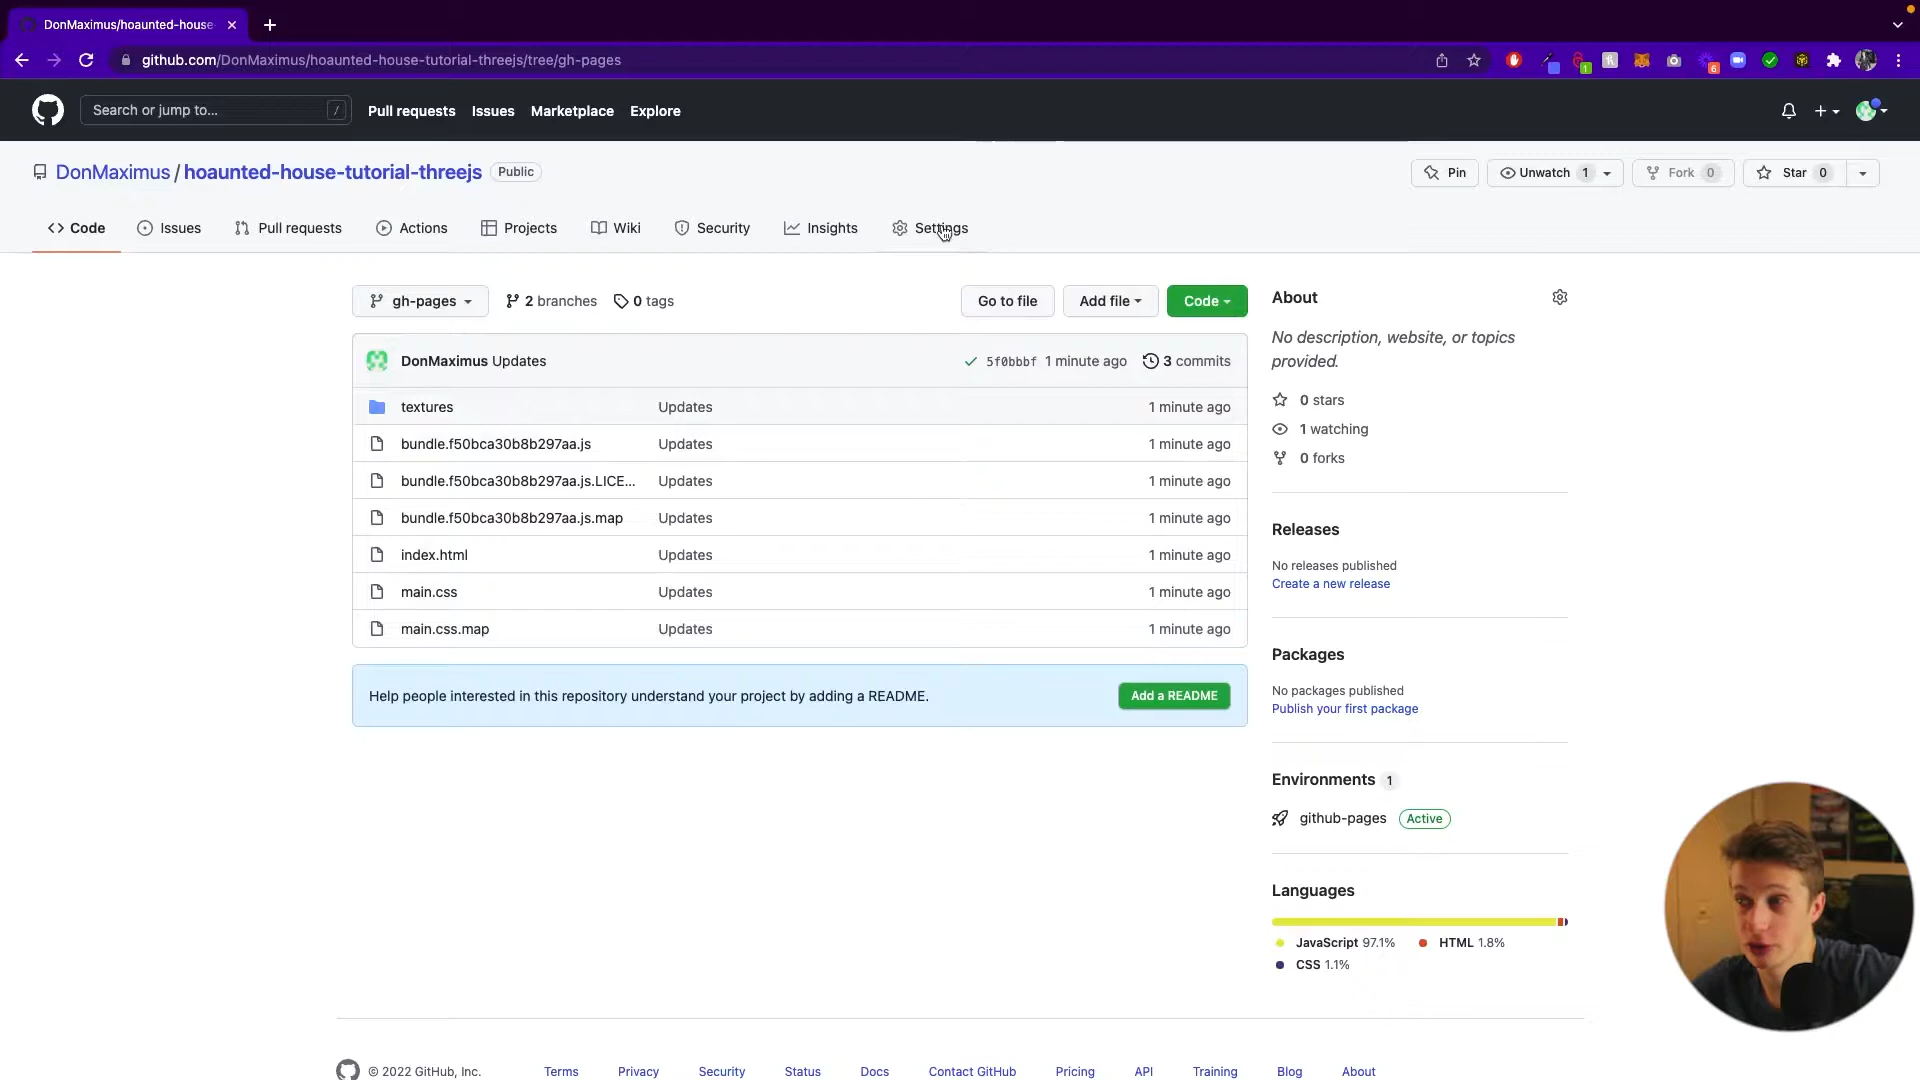 DonMaximus/hoaunted-house-
github.com/DonMaximus/hoaunted-house-tutorial-threejs/tree/gh-pages
1
6
Search or jump to... /
Pull requests Issues Marketplace Explore
DonMaximus / hoaunted-house-tutorial-threejs Public
Pin Unwatch 1 Fork 0 Star 0
Code Issues Pull requests Actions Projects Wiki Security Insights Settings
gh-pages 2 branches 0 tags Go to file Add file Code
DonMaximus Updates 5f0bbbf 1 minute ago 3 commits
textures Updates 1 minute ago
bundle.f50bca30b8b297aa.js Updates 1 minute ago
bundle.f50bca30b8b297aa.js.LICE... Updates 1 minute ago
bundle.f50bca30b8b297aa.js.map Updates 1 minute ago
index.html Updates 1 minute ago
main.css Updates 1 minute ago
main.css.map Updates 1 minute ago
Help people interested in this repository understand your project by adding a README. Add a README
About
No description, website, or topics
provided.
0 stars
1 watching
0 forks
Releases
No releases published
Create a new release
Packages
No packages published
Publish your first package
Environments 1
github-pages Active
Languages
JavaScript 97.1% HTML 1.8%
CSS 1.1%
© 2022 GitHub, Inc. Terms Privacy Security Status Docs Contact GitHub Pricing API Training Blog About